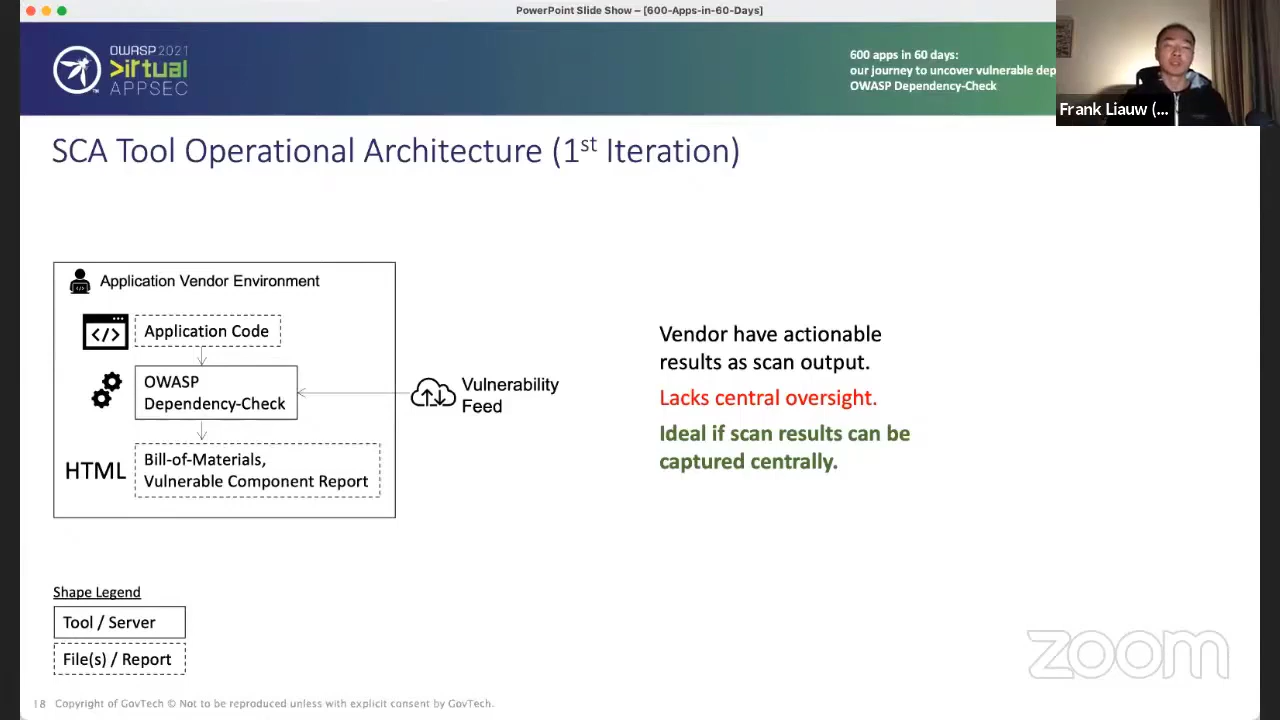 PowerPoint Slide Show – [600-Apps-in-60-Days]
OWASP 2021
>irtual
APPSEC
600 apps in 60 days:
our journey to uncover vulnerable dep
OWASP Dependency-Check
Frank Liauw (...
SCA Tool Operational Architecture (1st Iteration)
Application Vendor Environment
Application Code
OWASP
Dependency-Check
Vulnerability
Feed
HTML
Bill-of-Materials,
Vulnerable Component Report
Vendor have actionable
results as scan output.
Lacks central oversight.
Ideal if scan results can be
captured centrally.
Shape Legend
Tool / Server
File(s) / Report
zoom
18 Copyright of GovTech © Not to be reproduced unless with explicit consent by GovTech.